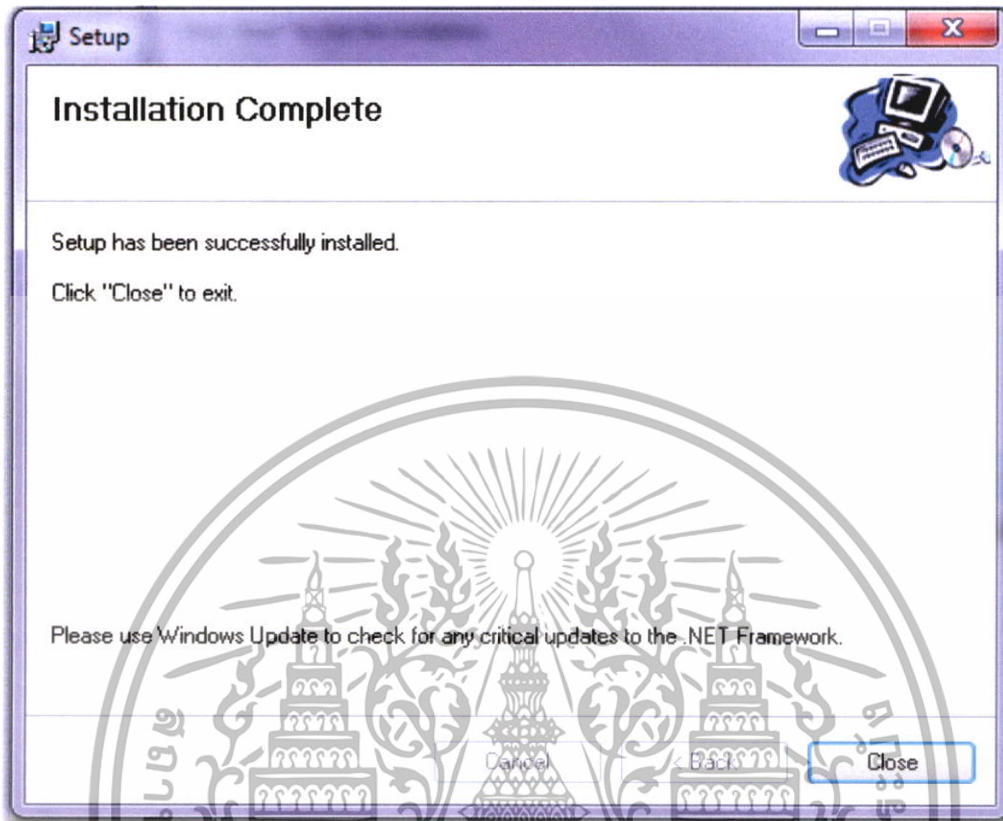 Setup
Installation Complete
Setup has been successfully installed.
Click "Close" to exit.
Please use Windows Update to check for any critical updates to the .NET Framework.
Cancel
< Back
Close